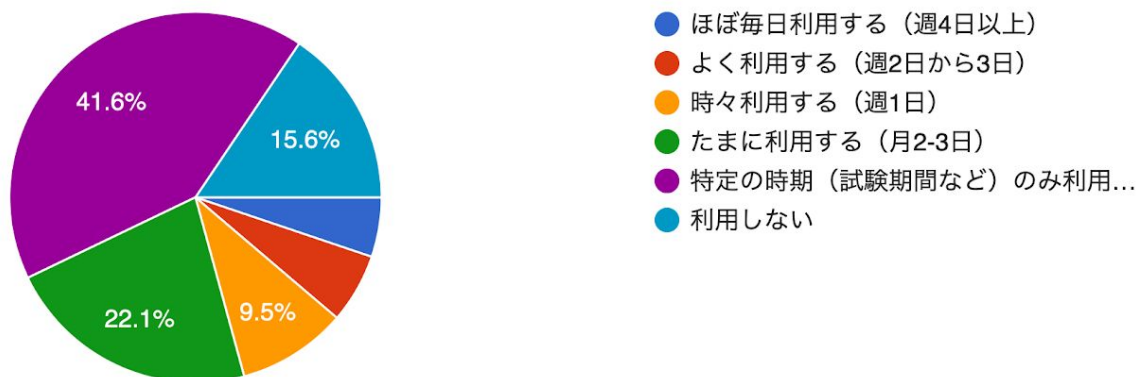 41.6%
15.6%
22.1%
9.5%
ほぼ毎日利用する（週4日以上）
よく利用する（週2日から3日）
時々利用する（週1日）
たまに利用する（月2-3日）
特定の時期（試験期間など）のみ利用…
利用しない